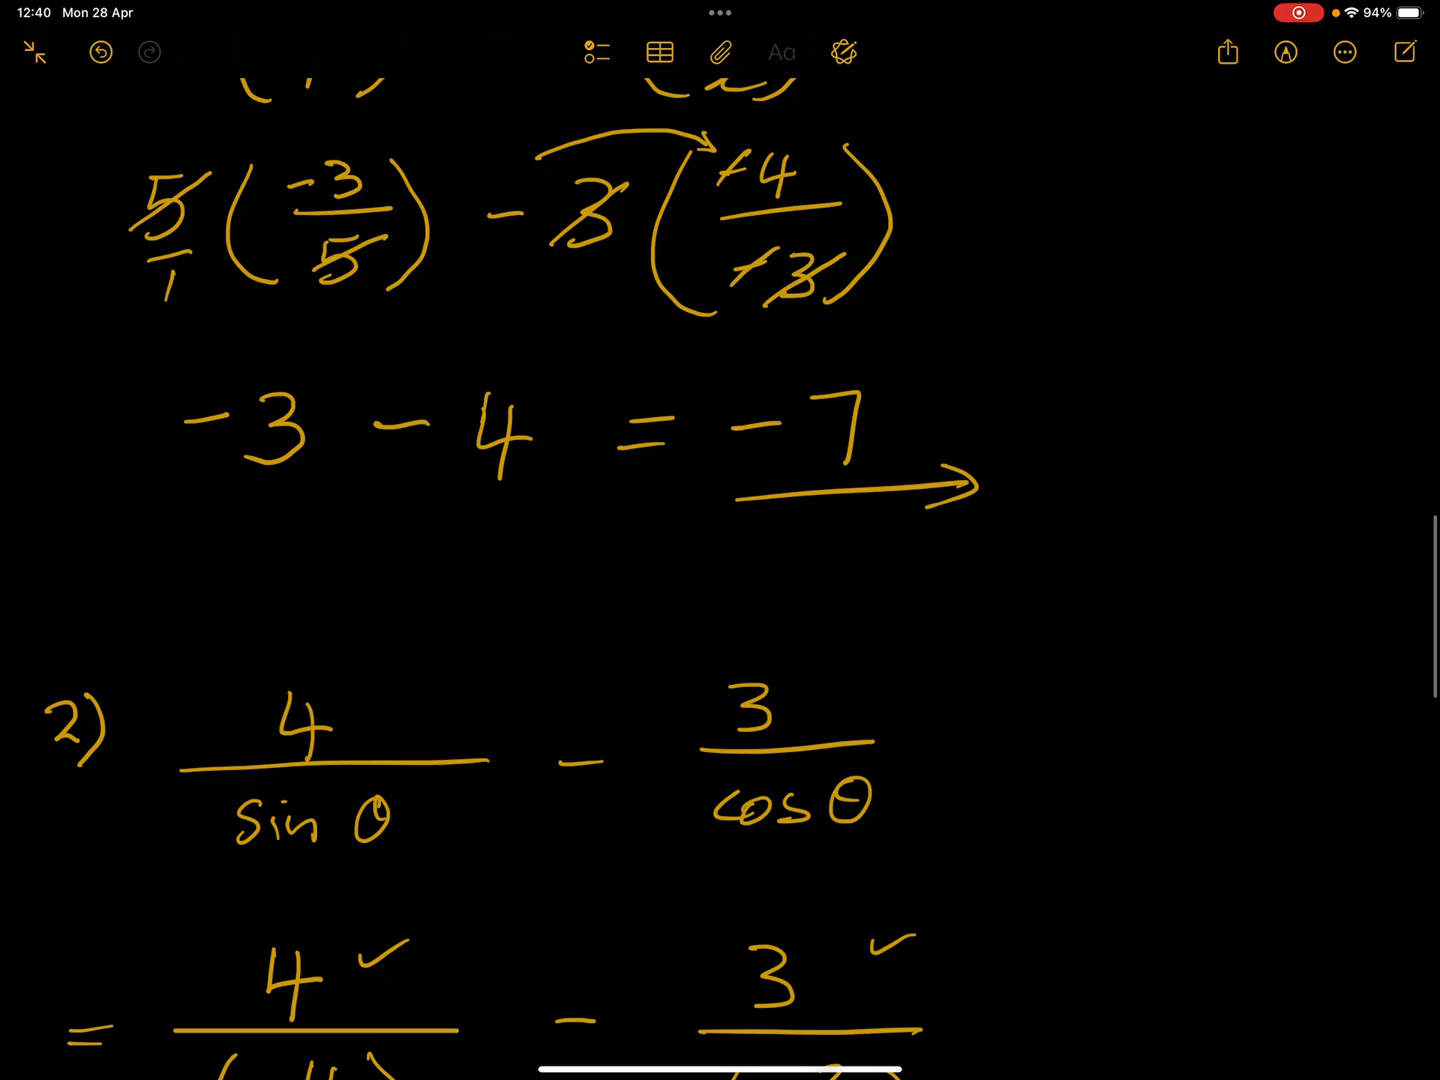 12:40 Mon 28 Apr 94%
Aa
5/1 (-3/5) - 3 (-4/-3)
-3 - 4 = -7
2) 4/sin θ - 3/cos θ
= 4 ✓ - 3 ✓